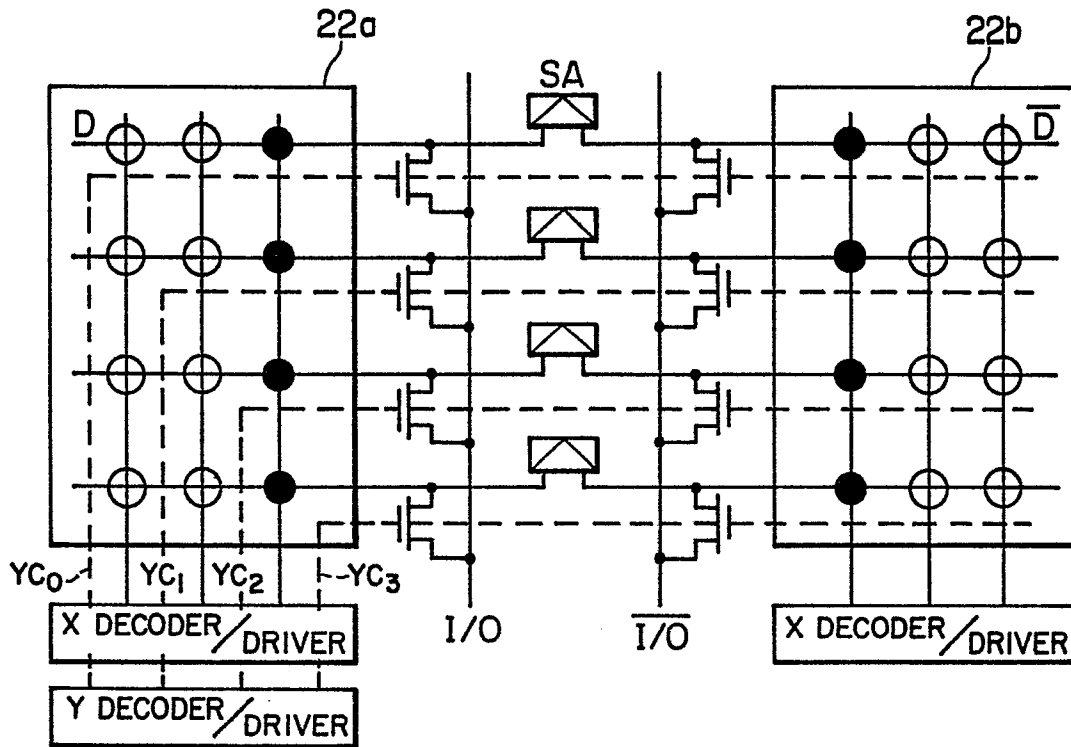 22a
22b
SA
D
D̅
YC₀
YC₁
YC₂
YC₃
I/O
I̅/̅O̅
X DECODER/DRIVER
X DECODER/DRIVER
Y DECODER/DRIVER